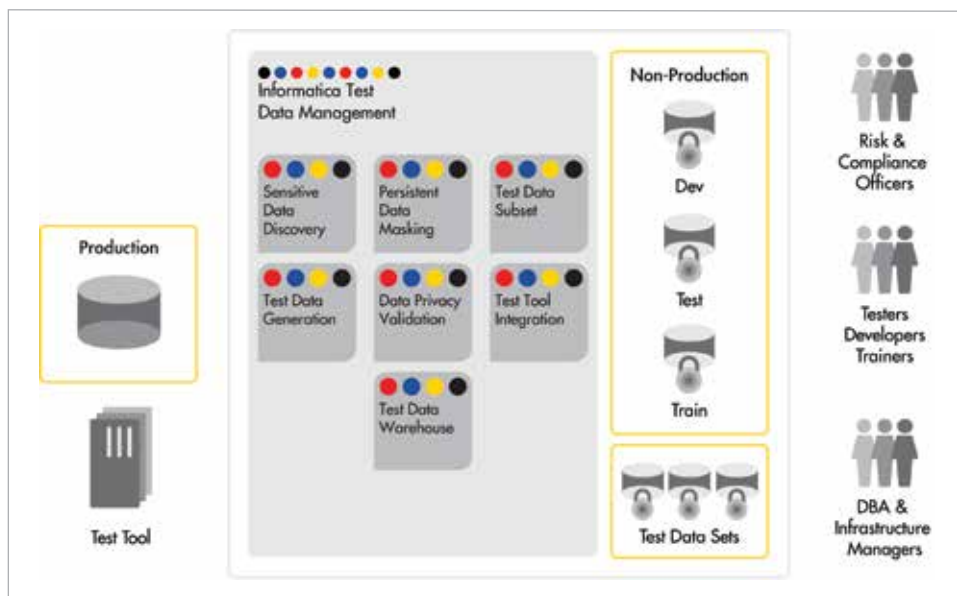 Production
Test Tool
Informatica Test
Data Management
Sensitive
Data
Discovery
Persistent
Data
Masking
Test Data
Subset
Test Data
Generation
Data Privacy
Validation
Test Tool
Integration
Test Data
Warehouse
Non-Production
Dev
Test
Train
Test Data Sets
Risk &
Compliance
Officers
Testers
Developers
Trainers
DBA &
Infrastructure
Managers